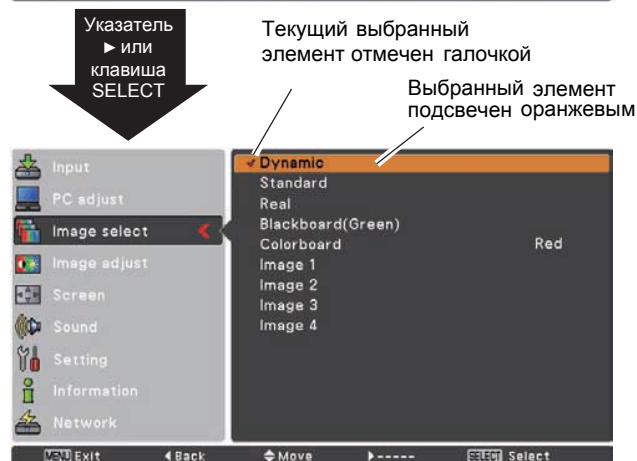 Указатель
► или
клавиша
SELECT
Текущий выбранный
элемент отмечен галочкой
Выбранный элемент
подсвечен оранжевым
Input
PC adjust
Image select
Image adjust
Screen
Sound
Setting
Information
Network
✔ Dynamic
Standard
Real
Blackboard(Green)
Colorboard Red
Image 1
Image 2
Image 3
Image 4
MENU Exit ◄ Back Move ►----- SELECT Select